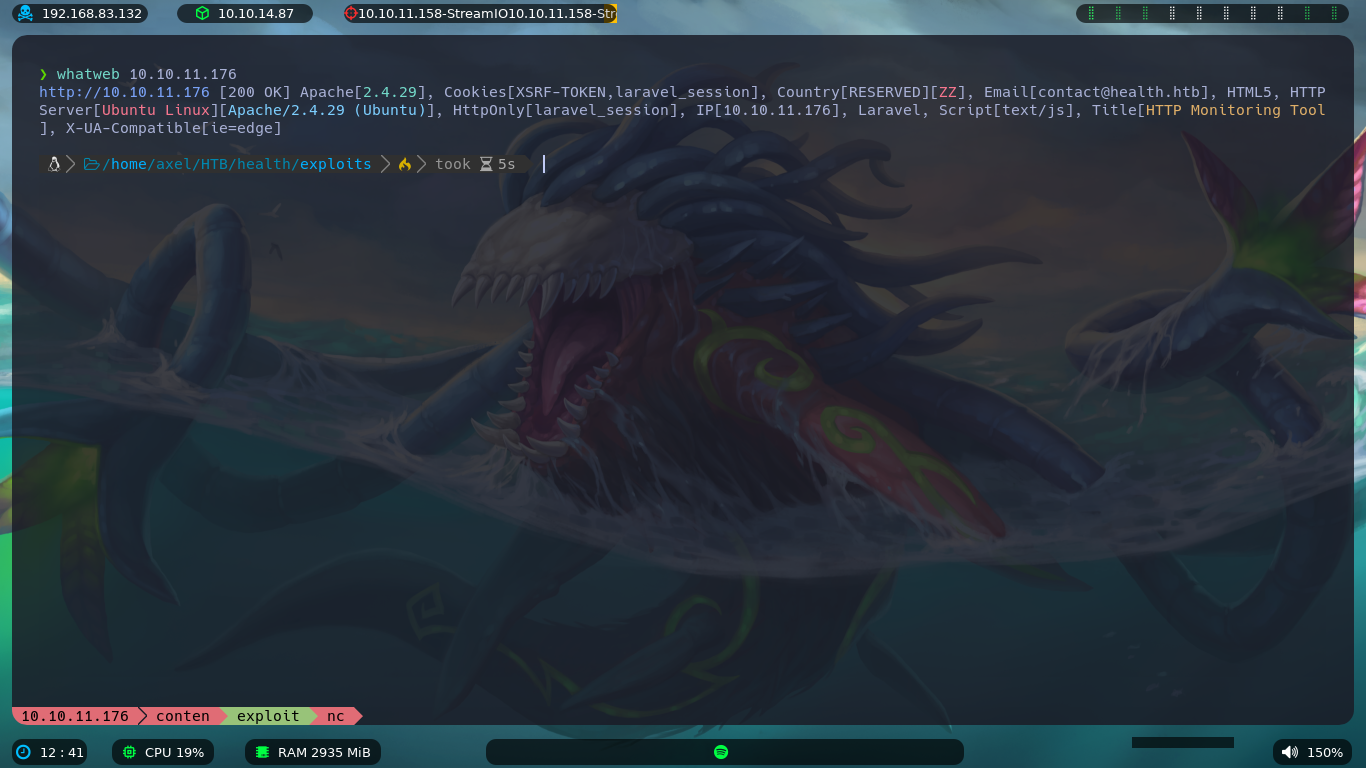 192.168.83.132 10.10.14.87 10.10.11.158-StreamIO10.10.11.158-Str
❯ whatweb 10.10.11.176
http://10.10.11.176 [200 OK] Apache[2.4.29], Cookies[XSRF-TOKEN,laravel_session], Country[RESERVED][ZZ], Email[contact@health.htb], HTML5, HTTP
Server[Ubuntu Linux][Apache/2.4.29 (Ubuntu)], HttpOnly[laravel_session], IP[10.10.11.176], Laravel, Script[text/js], Title[HTTP Monitoring Tool
], X-UA-Compatible[ie=edge]
/home/axel/HTB/health/exploits took 5s
10.10.11.176 conten exploit nc
12 : 41 CPU 19% RAM 2935 MiB 150%